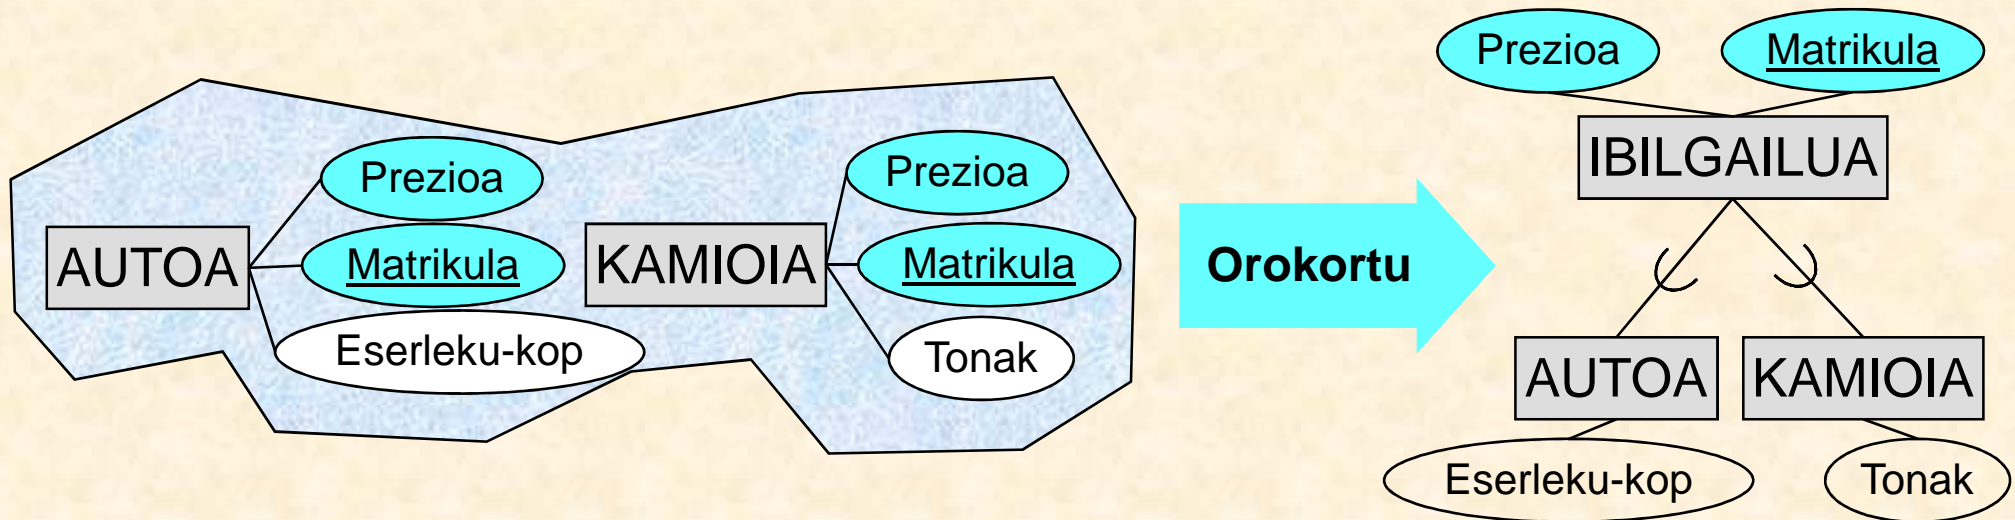 Prezioa
AUTOA
Matrikula
Eserleku-kop
Prezioa
KAMIOIA
Matrikula
Tonak
Orokortu
Prezioa
Matrikula
IBILGAILUA
AUTOA
KAMIOIA
Eserleku-kop
Tonak